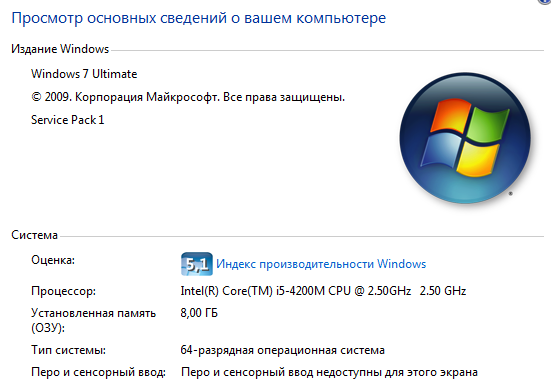 Просмотр основных сведений о вашем компьютере
Издание Windows
Windows 7 Ultimate
© 2009. Корпорация Майкрософт. Все права защищены.
Service Pack 1
Система
Оценка: 5,1 Индекс производительности Windows
Процессор: Intel(R) Core(TM) i5-4200M CPU @ 2.50GHz 2.50 GHz
Установленная память 8,00 ГБ
(ОЗУ):
Тип системы: 64-разрядная операционная система
Перо и сенсорный ввод: Перо и сенсорный ввод недоступны для этого экрана